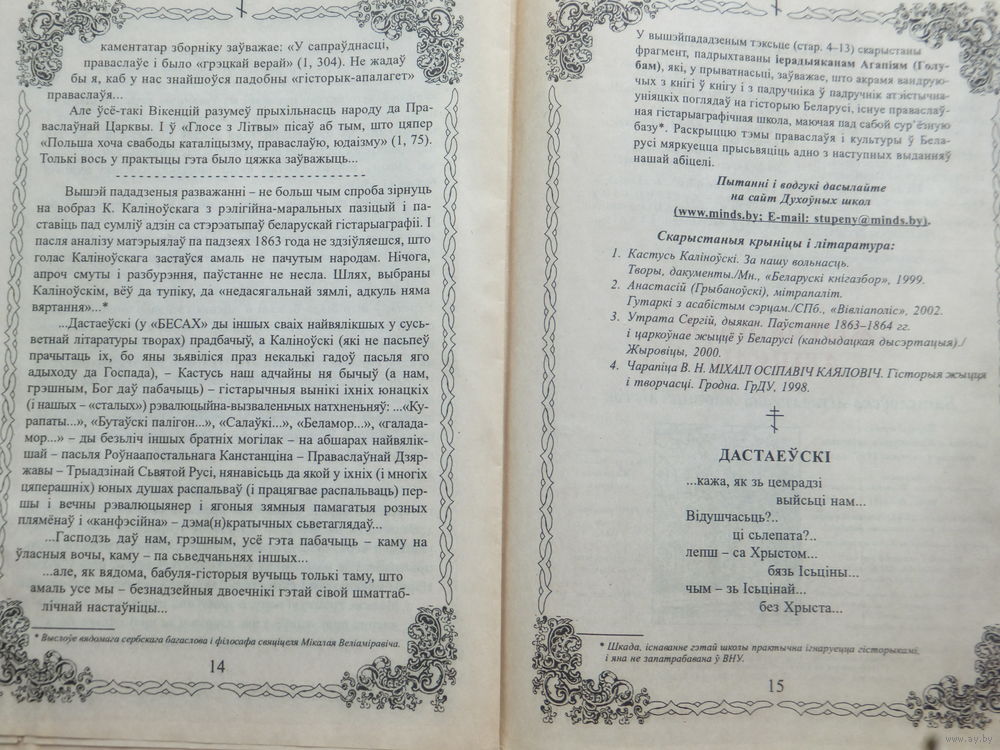 каментатар зборніку заўважае: «У сапраўднасці,
праваслаўе і было «грэцкай верай» (1, 304). Не жадаў
бы я, каб у нас знайшоўся падобны «гісторык-апалагет»
праваслаўя...
Але ўсё-такі Вікенцій разумеў прыхільнасць народу да Пра-
васлаўнай Царквы. І ў «Глосе з Літвы» пісаў аб тым, што цяпер
«Польшча хоча свабоды каталіцызму, праваслаўю, юдаізму» (1, 75).
Толькі вось у практыцы гэта было цяжка заўважыць...
Вышэй пададзеныя разважанні – не больш чым спроба зірнуць
на вобраз К. Каліноўскага з рэлігійна-маральных пазіцый і па-
ставіць пад сумліў адзін са стэрэатыпаў беларускай гістарыяграфіі. І
пасля аналізу матэрыялаў па падзеях 1863 года не здзіўляешся, што
голас Каліноўскага застаўся амаль не пачутым народам. Нічога,
апроч смуты і разбурэння, паўстанне не несла. Шлях, выбраны
Каліноўскім, вёў да тупіку, да «недасягальнай зямлі, адкуль няма
вяртання»...*
...Дастаеўскі (у «БЕСАХ» ды іншых сваіх найвялікшых у сусь-
ветнай літаратуры творах) прадбачыў, а Каліноўскі (які не пасьпеў
прачытаць іх, бо яны зьявіліся праз некалькі гадоў пасьля яго
адыходу да Госпада), – Кастусь наш адчайны ня бычыў (а нам,
грэшным, Бог даў пабачыць) – гістарычныя вынікі іхніх юнацкіх
(і нашых – «сталых») рэвалюцыйна-вызваленьчых натхненьняў: ...«Ку-
рапаты...», «Бутаўскі палігон...», «Салаўкі...», «Беламор...», «галада-
мор...» – ды безьліч іншых братніх могілак – на абшарах найвялік-
шай – пасьля Роўнаапостальнага Канстанціна – Праваслаўнай Дзяр-
жавы – Трыадзінай Сьвятой Русі, нянавісьць да якой у іхніх (і многіх
цяперашніх) юных душах распальваў (і працягвае распальваць) пер-
шы і вечны рэвалюцыянер і ягоныя зямныя памагатыя розных
плямёнаў і «канфэсійна» – дэма(н)кратычных сьветаглядаў...
...Гасподзь даў нам, грэшным, усё гэта пабачыць – каму на
ўласныя вочы, каму – па сьведчаньнях іншых...
...але, як вядома, бабуля-гісторыя вучыць толькі таму, што
амаль усе мы – безнадзейныя двоечнікі гэтай сівой шматтаб-
лічнай настаўніцы...
* Выслоўе вядомага сербскага багаслова і філосафа свяціцеля Мікалая Веліаміравіча.
14
У вышэйпададзеным тэксьце (стар. 4–13) скарыстаны
фрагмент, падрыхтаваны іерадыяканам Агапіям (Голу-
бам), які, у прыватнасьці, заўважае, што акрамя вандрую-
чых з кнігі ў кнігу і з падручніка ў падручнік атэістычна-
уніяцкіх поглядаў на гісторыю Беларусі, існуе праваслаў-
ная гістарыаграфічная школа, маючая пад сабой сур'ёзную
базу*. Раскрыццю тэмы праваслаўя і культуры ў Бела-
русі мяркуецца прысьвяціць адно з наступных выданняў
нашай абіцелі.
Пытанні і водгукі дасылайте
на сайт Духоўных школ
(www.minds.by; E-mail: stupeny@minds.by).
Скарыстаныя крыніцы і літаратура:
1. Кастусь Каліноўскі. За нашу вольнасць.
Творы, дакументы./Мн., «Беларускі кнігазбор», 1999.
2. Анастасій (Грыбаноўскі), мітрапаліт.
Гутаркі з асабістым сэрцам./СПб., «Вівліаполіс», 2002.
3. Утрата Сергій, дыякан. Паўстанне 1863–1864 гг.
і царкоўнае жыццё ў Беларусі (кандыдацкая дысэртацыя)./
Жыровіцы, 2000.
4. Чарапіца В. Н. МІХАІЛ ОСІПАВІЧ КАЯЛОВІЧ. Гісторыя жыцця
і творчасці. Гродна. ГрДУ, 1998.
ДАСТАЕЎСКІ
...кажа, як зь цемрадзі
выйсьці нам...
Відушчасьць?..
ці сьлепата?..
лепш – са Хрыстом...
бязь Ісьціны...
чым – зь Ісьцінай...
без Хрыста...
* Шкада, існаванне гэтай школы практычна ігнаруецца гісторыкамі,
і яна не запатрабавана ў ВНУ.
15
www.ay.by